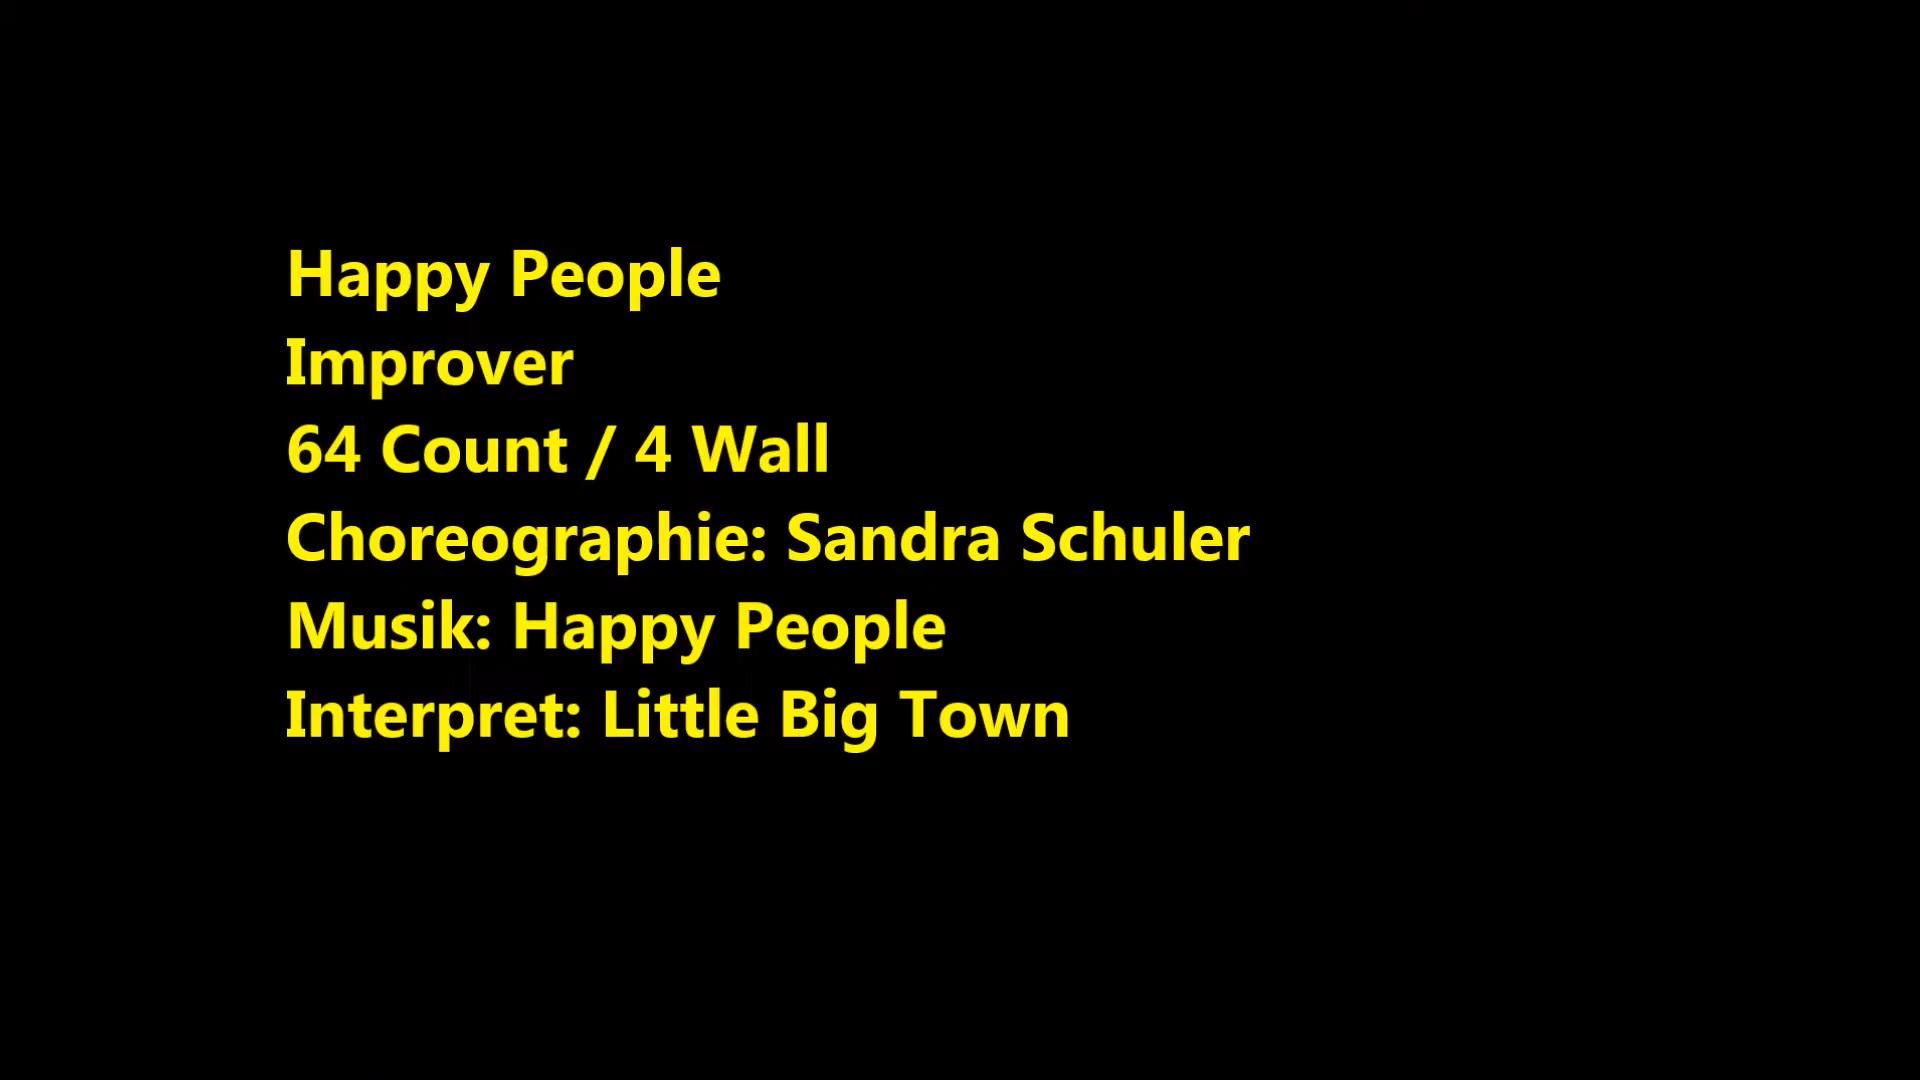 Happy People
Improver
64 Count / 4 Wall
Choreographie: Sandra Schuler
Musik: Happy People
Interpret: Little Big Town